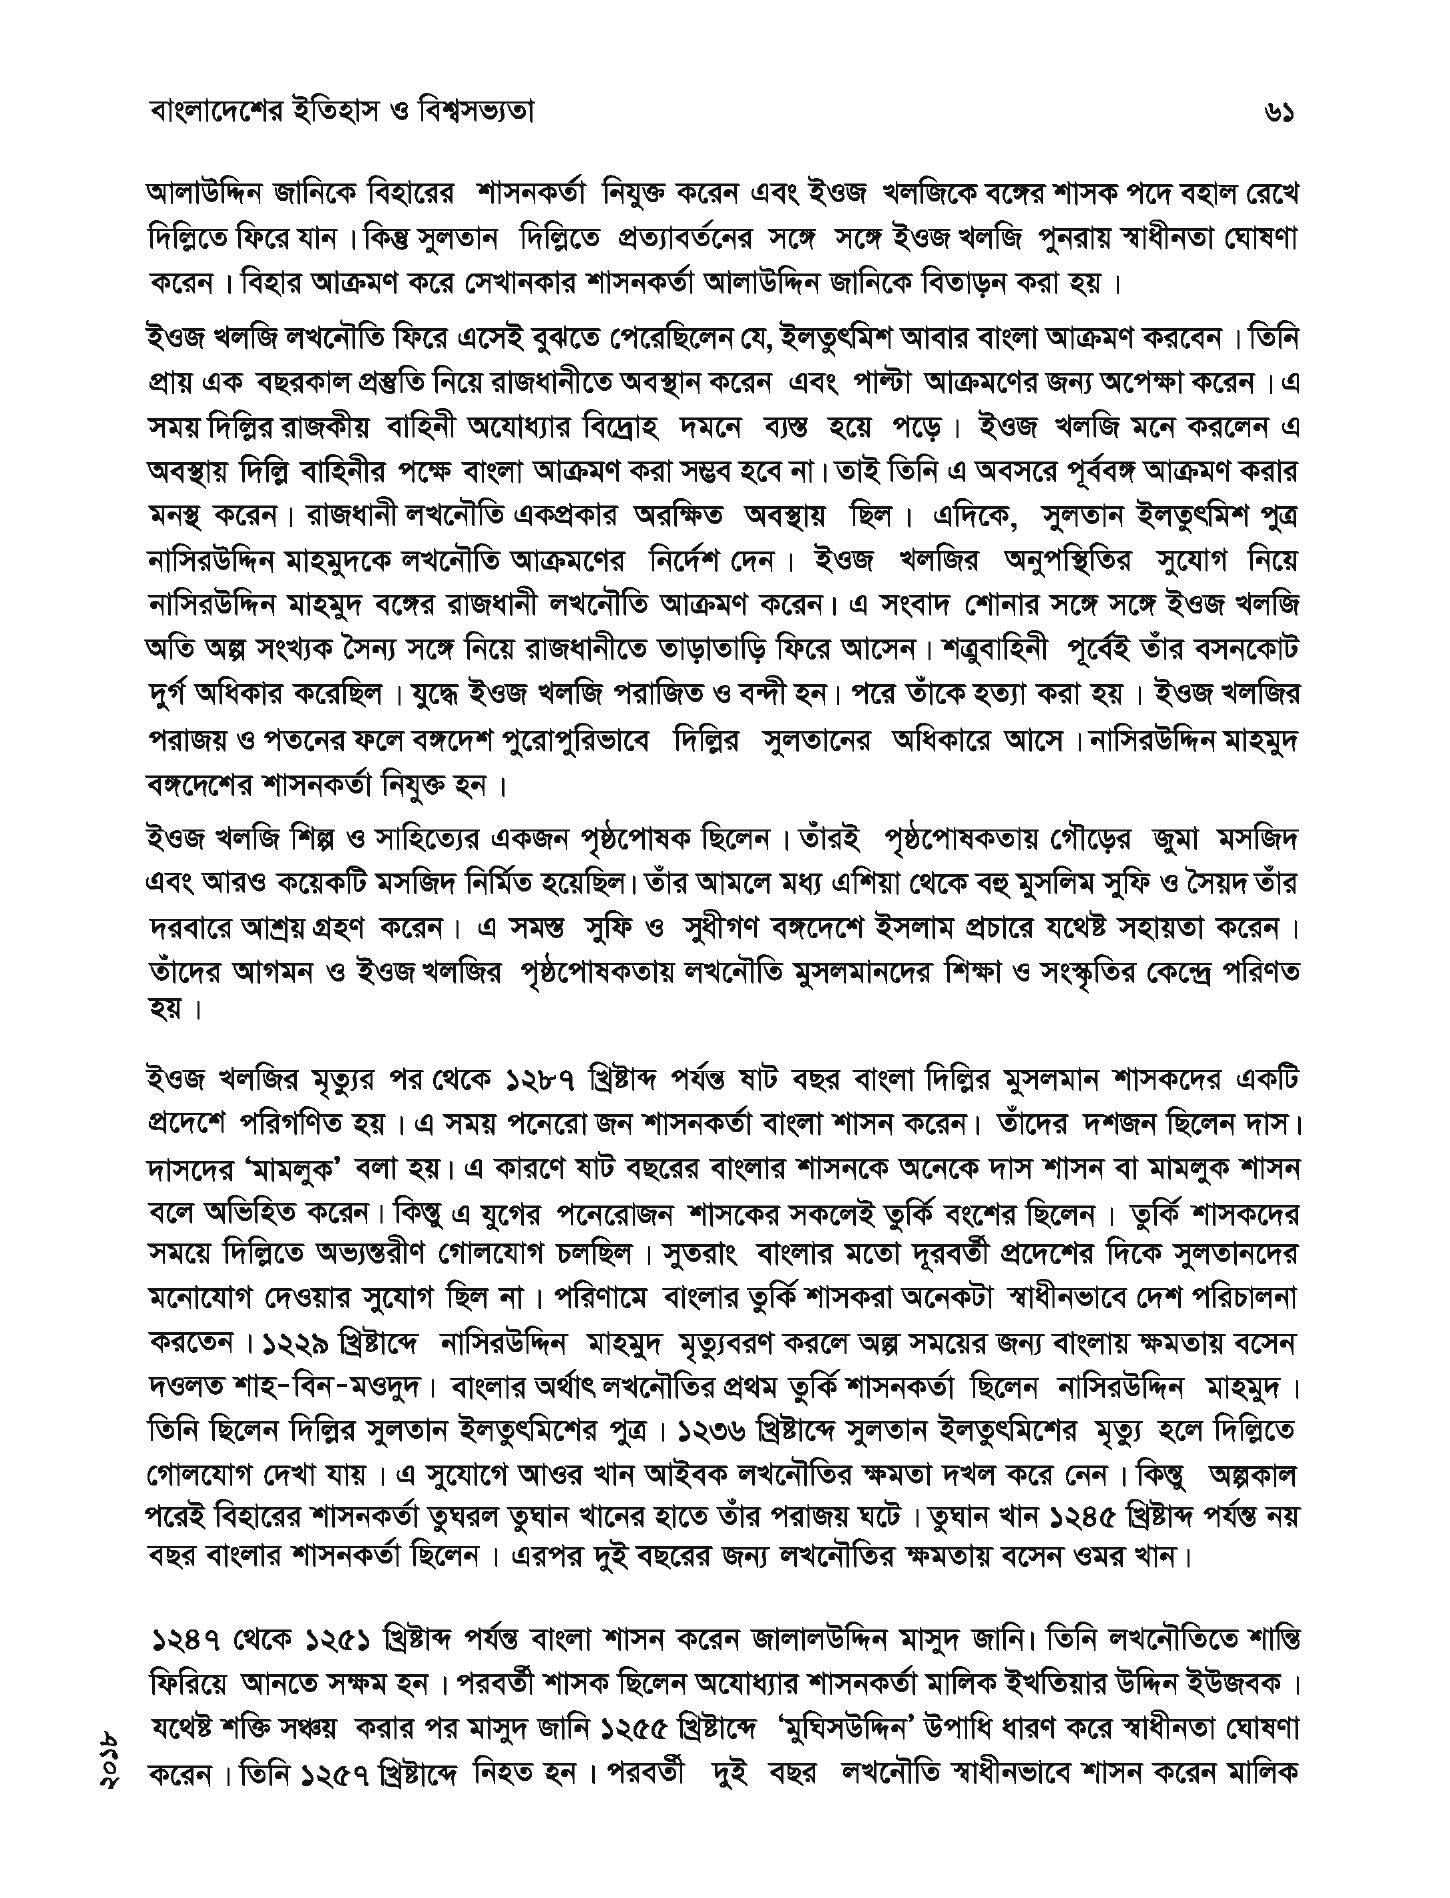 বাংলাদেশের ইতিহাস ও বিশ্বসভ্যতা ৬১
আলাউদ্দিন জানিকে বিহারের শাসনকর্তা নিযুক্ত করেন এবং ইওজ খলজিকে বঙ্গের শাসক পদে বহাল রেখে
দিল্লিতে ফিরে যান । কিন্তু সুলতান দিল্লিতে প্রত্যাবর্তনের সঙ্গে সঙ্গে ইওজ খলজি পুনরায় স্বাধীনতা ঘোষণা
করেন । বিহার আক্রমণ করে সেখানকার শাসনকর্তা আলাউদ্দিন জানিকে বিতাড়ন করা হয় ।
ইওজ খলজি লখনৌতি ফিরে এসেই বুঝতে পেরেছিলেন যে, ইলতুৎমিশ আবার বাংলা আক্রমণ করবেন । তিনি
প্রায় এক বছরকাল প্রস্তুতি নিয়ে রাজধানীতে অবস্থান করেন এবং পাল্টা আক্রমণের জন্য অপেক্ষা করেন । এ
সময় দিল্লির রাজকীয় বাহিনী অযোধ্যার বিদ্রোহ দমনে ব্যস্ত হয়ে পড়ে । ইওজ খলজি মনে করলেন এ
অবস্থায় দিল্লি বাহিনীর পক্ষে বাংলা আক্রমণ করা সম্ভব হবে না। তাই তিনি এ অবসরে পূর্ববঙ্গ আক্রমণ করার
মনস্থ করেন । রাজধানী লখনৌতি একপ্রকার অরক্ষিত অবস্থায় ছিল । এদিকে, সুলতান ইলতুৎমিশ পুত্র
নাসিরউদ্দিন মাহমুদকে লখনৌতি আক্রমণের নির্দেশ দেন । ইওজ খলজির অনুপস্থিতির সুযোগ নিয়ে
নাসিরউদ্দিন মাহমুদ বঙ্গের রাজধানী লখনৌতি আক্রমণ করেন। এ সংবাদ শোনার সঙ্গে সঙ্গে ইওজ খলজি
অতি অল্প সংখ্যক সৈন্য সঙ্গে নিয়ে রাজধানীতে তাড়াতাড়ি ফিরে আসেন । শত্রুবাহিনী পূর্বেই তাঁর বসনকোট
দুর্গ অধিকার করেছিল । যুদ্ধে ইওজ খলজি পরাজিত ও বন্দী হন। পরে তাঁকে হত্যা করা হয় । ইওজ খলজির
পরাজয় ও পতনের ফলে বঙ্গদেশ পুরোপুরিভাবে দিল্লির সুলতানের অধিকারে আসে । নাসিরউদ্দিন মাহমুদ
বঙ্গদেশের শাসনকর্তা নিযুক্ত হন ।
ইওজ খলজি শিল্প ও সাহিত্যের একজন পৃষ্ঠপোষক ছিলেন । তাঁরই পৃষ্ঠপোষকতায় গৌড়ের জুমা মসজিদ
এবং আরও কয়েকটি মসজিদ নির্মিত হয়েছিল। তাঁর আমলে মধ্য এশিয়া থেকে বহু মুসলিম সুফি ও সৈয়দ তাঁর
দরবারে আশ্রয় গ্রহণ করেন । এ সমস্ত সুফি ও সুধীগণ বঙ্গদেশে ইসলাম প্রচারে যথেষ্ট সহায়তা করেন ।
তাঁদের আগমন ও ইওজ খলজির পৃষ্ঠপোষকতায় লখনৌতি মুসলমানদের শিক্ষা ও সংস্কৃতির কেন্দ্রে পরিণত
হয় ।
ইওজ খলজির মৃত্যুর পর থেকে ১২৮৭ খ্রিষ্টাব্দ পর্যন্ত ষাট বছর বাংলা দিল্লির মুসলমান শাসকদের একটি
প্রদেশে পরিগণিত হয় । এ সময় পনেরো জন শাসনকর্তা বাংলা শাসন করেন। তাঁদের দশজন ছিলেন দাস।
দাসদের ‘মামলুক’ বলা হয়। এ কারণে ষাট বছরের বাংলার শাসনকে অনেকে দাস শাসন বা মামলুক শাসন
বলে অভিহিত করেন। কিন্তু এ যুগের পনেরোজন শাসকের সকলেই তুর্কি বংশের ছিলেন । তুর্কি শাসকদের
সময়ে দিল্লিতে অভ্যন্তরীণ গোলযোগ চলছিল । সুতরাং বাংলার মতো দূরবর্তী প্রদেশের দিকে সুলতানদের
মনোযোগ দেওয়ার সুযোগ ছিল না । পরিণামে বাংলার তুর্কি শাসকরা অনেকটা স্বাধীনভাবে দেশ পরিচালনা
করতেন । ১২২৯ খ্রিষ্টাব্দে নাসিরউদ্দিন মাহমুদ মৃত্যুবরণ করলে অল্প সময়ের জন্য বাংলায় ক্ষমতায় বসেন
দওলত শাহ-বিন-মওদুদ। বাংলার অর্থাৎ লখনৌতির প্রথম তুর্কি শাসনকর্তা ছিলেন নাসিরউদ্দিন মাহমুদ ।
তিনি ছিলেন দিল্লির সুলতান ইলতুৎমিশের পুত্র । ১২৩৬ খ্রিষ্টাব্দে সুলতান ইলতুৎমিশের মৃত্যু হলে দিল্লিতে
গোলযোগ দেখা যায় । এ সুযোগে আওর খান আইবক লখনৌতির ক্ষমতা দখল করে নেন । কিন্তু অল্পকাল
পরেই বিহারের শাসনকর্তা তুঘরল তুঘান খানের হাতে তাঁর পরাজয় ঘটে । তুঘান খান ১২৪৫ খ্রিষ্টাব্দ পর্যন্ত নয়
বছর বাংলার শাসনকর্তা ছিলেন । এরপর দুই বছরের জন্য লখনৌতির ক্ষমতায় বসেন ওমর খান।
১২৪৭ থেকে ১২৫১ খ্রিষ্টাব্দ পর্যন্ত বাংলা শাসন করেন জালালউদ্দিন মাসুদ জানি। তিনি লখনৌতিতে শান্তি
ফিরিয়ে আনতে সক্ষম হন । পরবর্তী শাসক ছিলেন অযোধ্যার শাসনকর্তা মালিক ইখতিয়ার উদ্দিন ইউজবক ।
যথেষ্ট শক্তি সঞ্চয় করার পর মাসুদ জানি ১২৫৫ খ্রিষ্টাব্দে ‘মুঘিসউদ্দিন’ উপাধি ধারণ করে স্বাধীনতা ঘোষণা
করেন । তিনি ১২৫৭ খ্রিষ্টাব্দে নিহত হন । পরবর্তী দুই বছর লখনৌতি স্বাধীনভাবে শাসন করেন মালিক
২০১৮